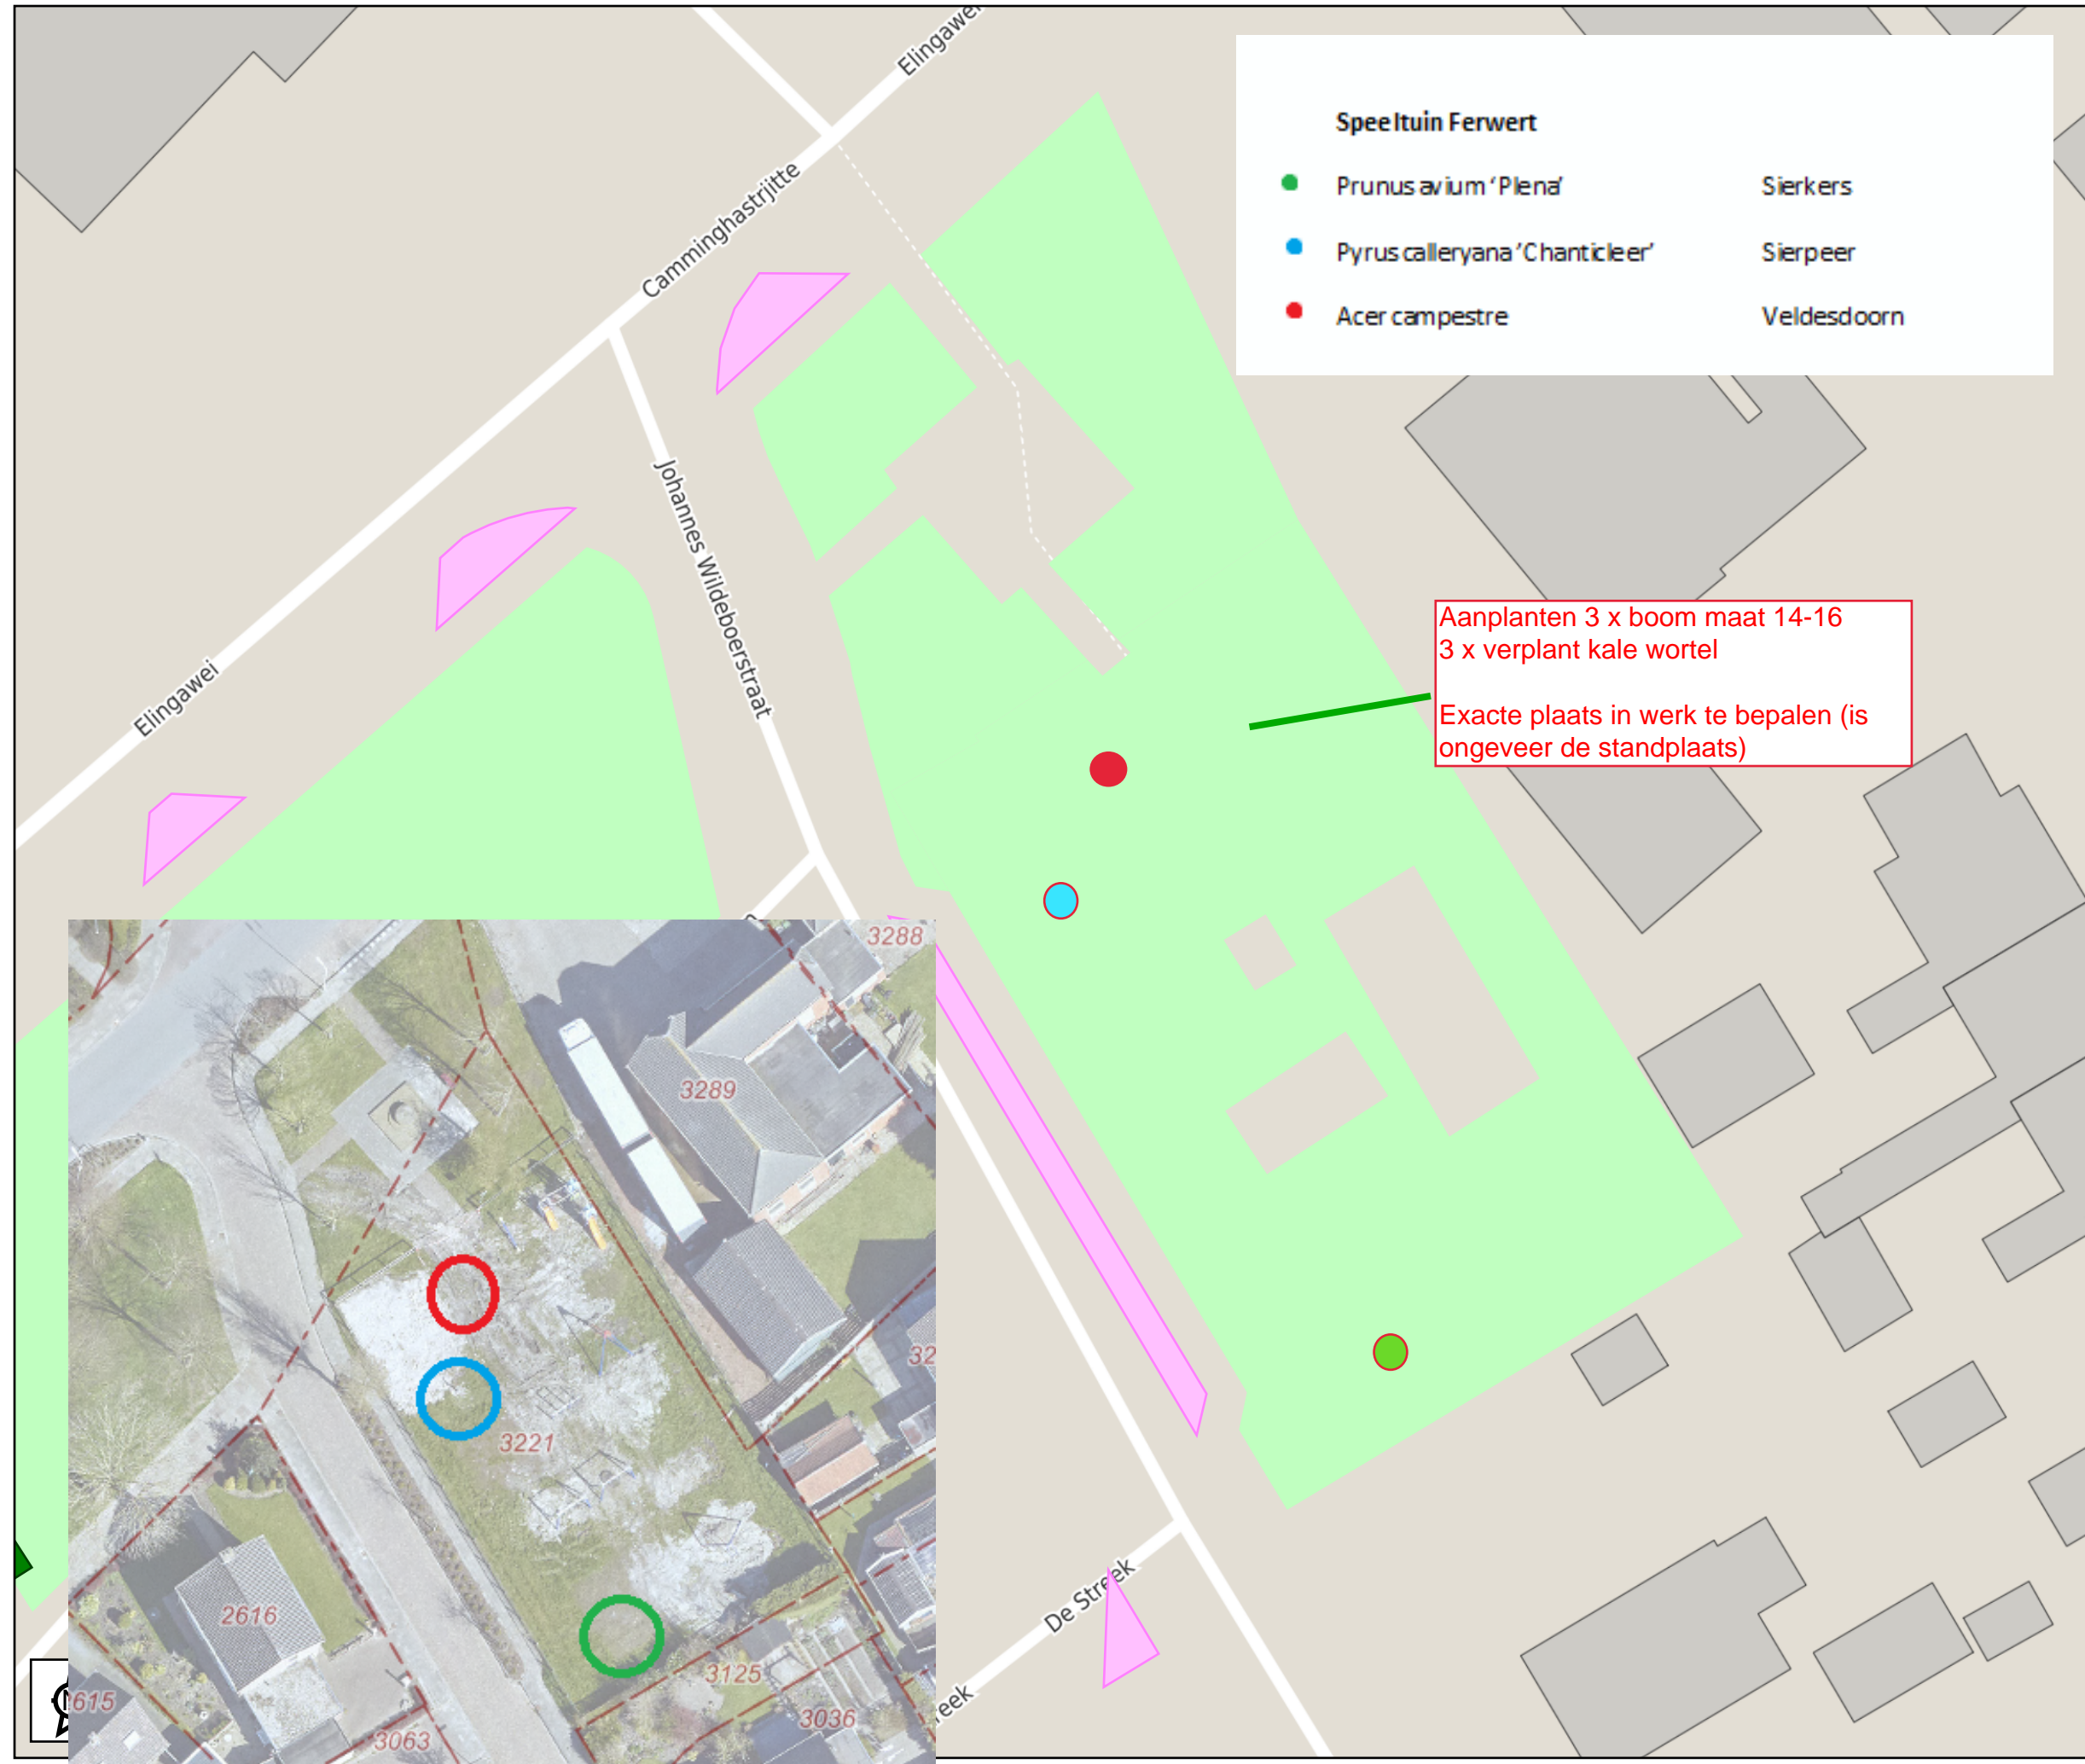 Elingawei
Speeltuin Ferwert
Prunus avium ‘Plena’ Sierkers
Pyrus calleryana ‘Chanticleer’ Sierpeer
Acer campestre Veldesdoorn
Camminghastrjitte
Johannes Wildeboerstraat
Elingawei
Aanplanten 3 x boom maat 14-16
3 x verplant kale wortel
Exacte plaats in werk te bepalen (is
ongeveer de standplaats)
3288
3289
3221
2616
3125
3036
3063
De Streek